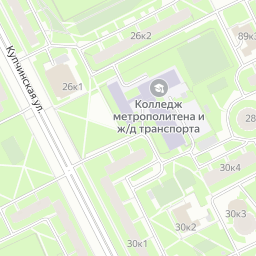 26к2
89к3
Купчинская ул.
26к1
Колледж
метрополитена и
ж/д транспорта
28
30к4
30к3
30к2
30к1